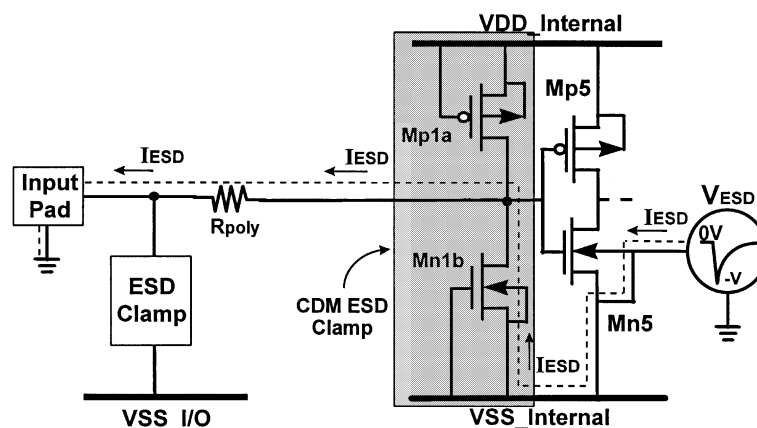 VDD_Internal
Mp5
Mp1a
IESD
IESD
VESD
Input
Pad
IESD
0V
-V
Rpoly
Mn1b
ESD
Clamp
CDM ESD
Clamp
Mn5
IESD
VSS I/O
VSS_Internal